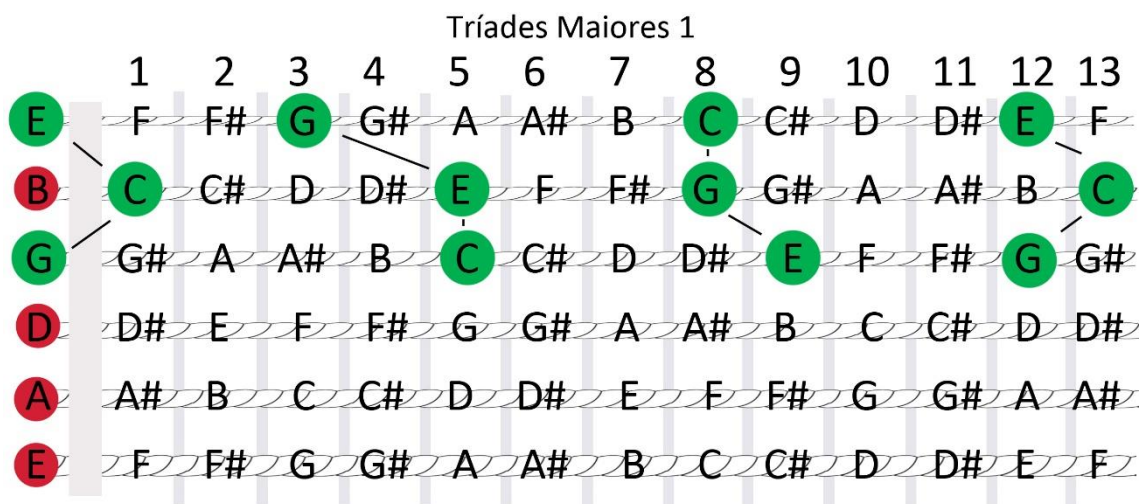 Tríades Maiores 1
1 2 3 4 5 6 7 8 9 10 11 12 13
E F F# G G# A A# B C C# D D# E F
B C C# D D# E F F# G G# A A# B C
G G# A A# B C C# D D# E F F# G G#
D D# E F F# G G# A A# B C C# D D#
A A# B C C# D D# E F F# G G# A A#
E F F# G G# A A# B C C# D D# E F